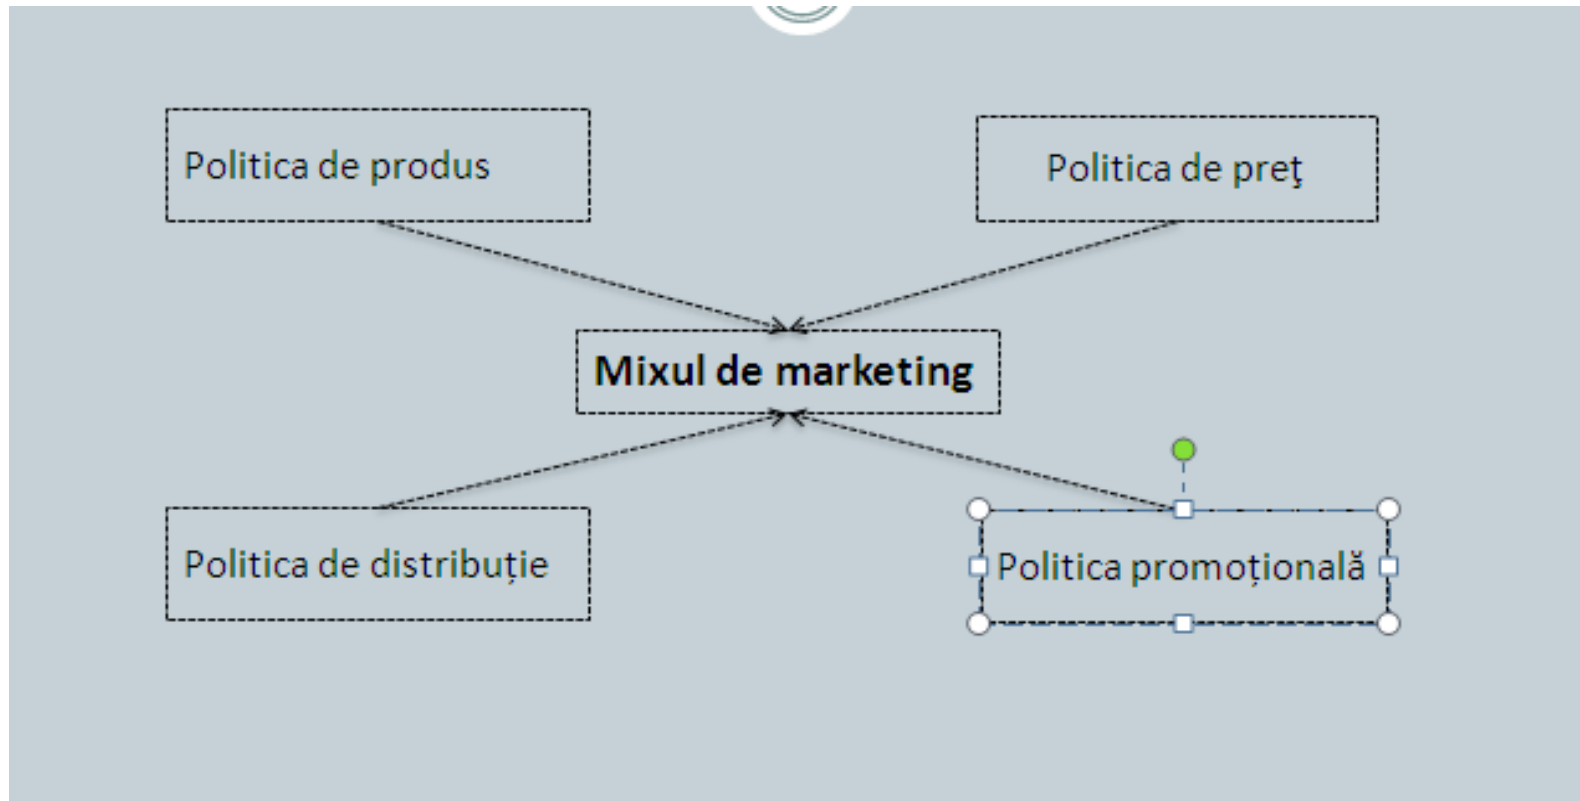 Politica de produs
Politica de preţ
Mixul de marketing
Politica de distribuție
Politica promoțională